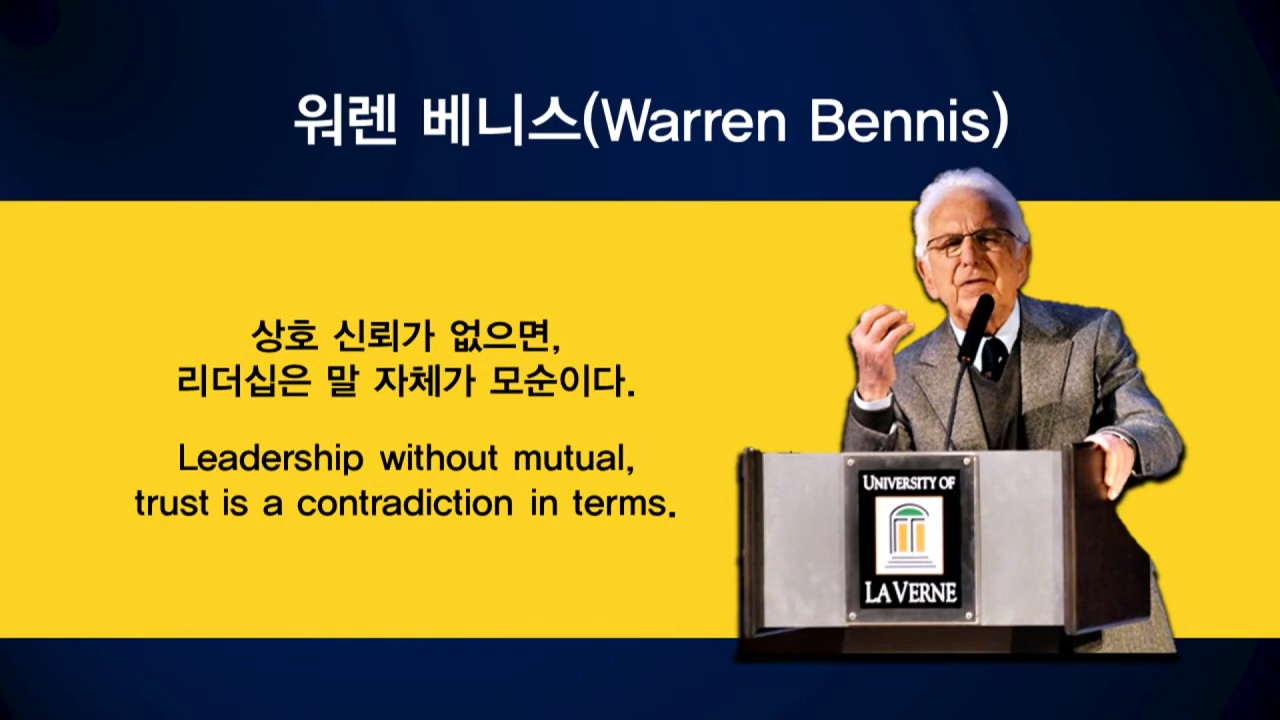 워렌 베니스(Warren Bennis)
상호 신뢰가 없으면,
리더십은 말 자체가 모순이다.
Leadership without mutual,
trust is a contradiction in terms.
UNIVERSITY OF
LA VERNE